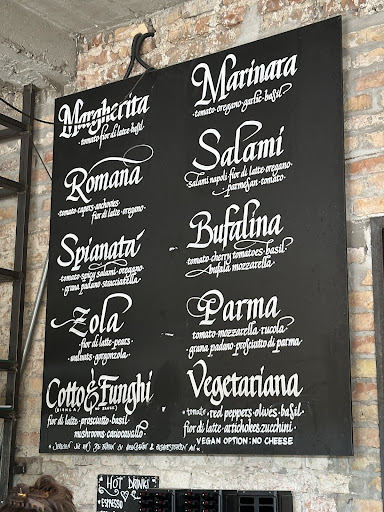 Margherita
tomato·fior di latte·basil
Romana
tomato·capers·anchovies·
fior di latte·oregano
Spianata
tomato·spicy salami·oregano·
grana padano·stracciatella
Zola
fior di latte·pears·
walnuts·gorgonzola·
Cotto & Funghi
fior di latte·prosciutto·basil
mushrooms·caciocavallo
Marinara
·tomato·oregano·garlic·basil·
Salami
salami napoli·fior di latte·oregano
parmesan·tomato·
Bufalina
tomato·cherry tomatoes·basil
bufala mozzarella
Parma
tomato·mozzarella·rucola
grana padano·prosciutto di parma
Vegetariana
·tomato·red peppers·olives·basil·
fior di latte·artichokes·zucchini·
VEGAN OPTION: NO CHEESE
HOT DRINKS
ESPRESSO